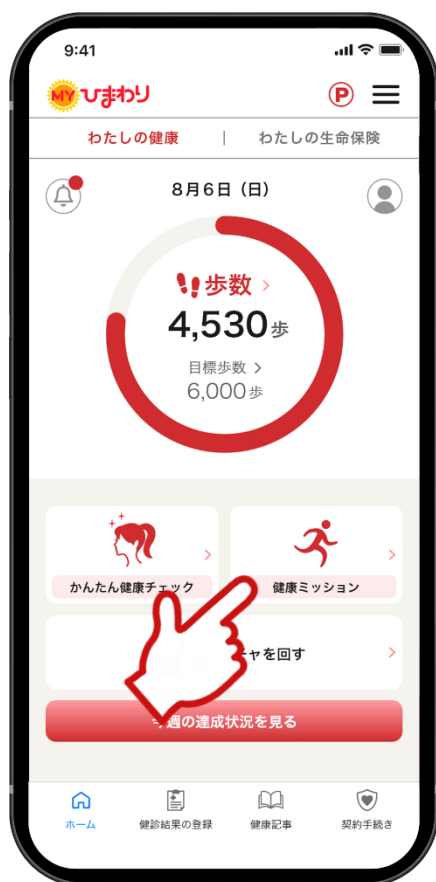 9:41
MY ひまわり
P
わたしの健康 | わたしの生命保険
8月6日（日）
歩数
4,530歩
目標歩数
6,000歩
かんたん健康チェック
健康ミッション
ャを回す
今週の達成状況を見る
ホーム
健診結果の登録
健康記事
契約手続き